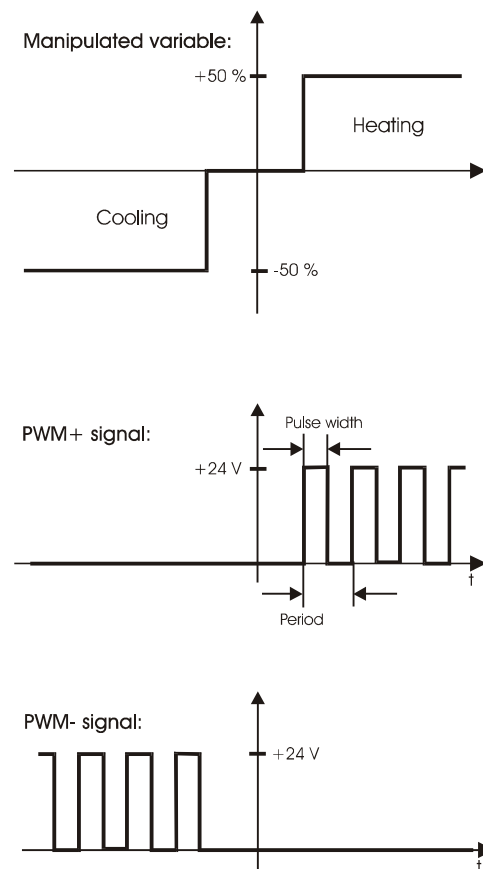 Manipulated variable:
+50 %
Heating
Cooling
-50 %
PWM+ signal:
Pulse width
+24 V
t
Period
PWM- signal:
+24 V
t